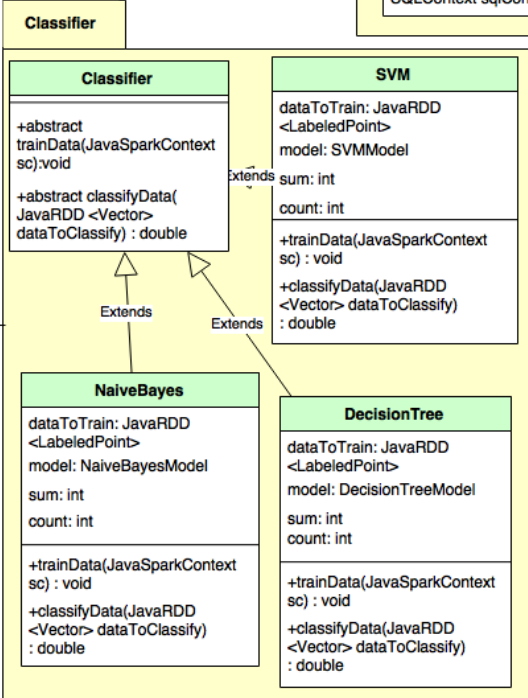 Classifier
SQLContext sqlCon
Classifier
+abstract
trainData(JavaSparkContext
sc):void
+abstract classifyData(
JavaRDD <Vector>
dataToClassify) : double
Extends
SVM
dataToTrain: JavaRDD
<LabeledPoint>
model: SVMModel
sum: int
count: int
+trainData(JavaSparkContext
sc) : void
+classifyData(JavaRDD
<Vector> dataToClassify)
: double
Extends
Extends
NaiveBayes
dataToTrain: JavaRDD
<LabeledPoint>
model: NaiveBayesModel
sum: int
count: int
+trainData(JavaSparkContext
sc) : void
+classifyData(JavaRDD
<Vector> dataToClassify)
: double
DecisionTree
dataToTrain: JavaRDD
<LabeledPoint>
model: DecisionTreeModel
sum: int
count: int
+trainData(JavaSparkContext
sc) : void
+classifyData(JavaRDD
<Vector> dataToClassify)
: double